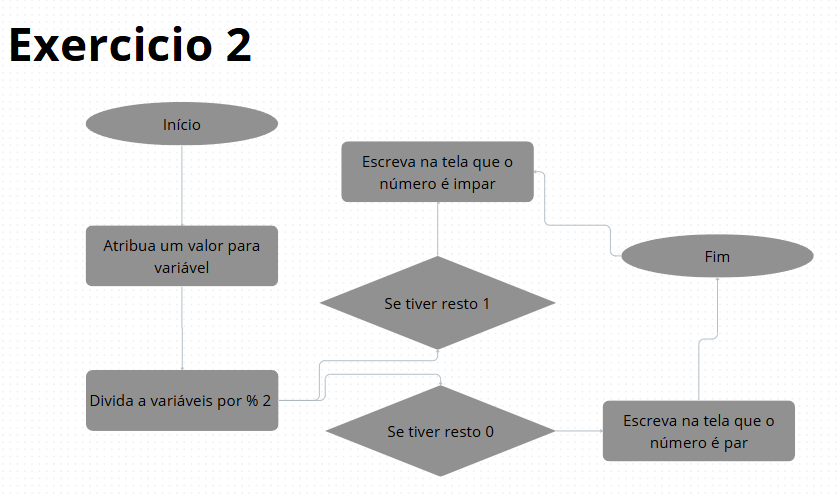 Exercicio 2
Início
Atribua um valor para
variável
Divida a variáveis por % 2
Escreva na tela que o
número é impar
Se tiver resto 1
Se tiver resto 0
Escreva na tela que o
número é par
Fim